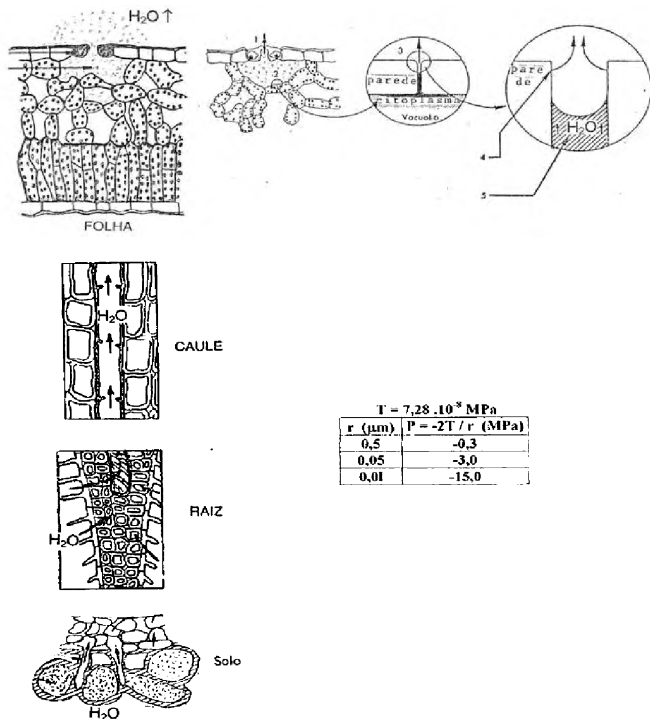 H₂O ↑
1
2
FOLHA
3
parede
citoplasma
Vacuolo
pare
de
H₂O
4
5
H₂O
CAULE
T = 7,28 .10⁻⁸ MPa
r (µm) P = -2T / r (MPa)
0,5 -0,3
0,05 -3,0
0,01 -15,0
H₂O
RAIZ
Solo
H₂O